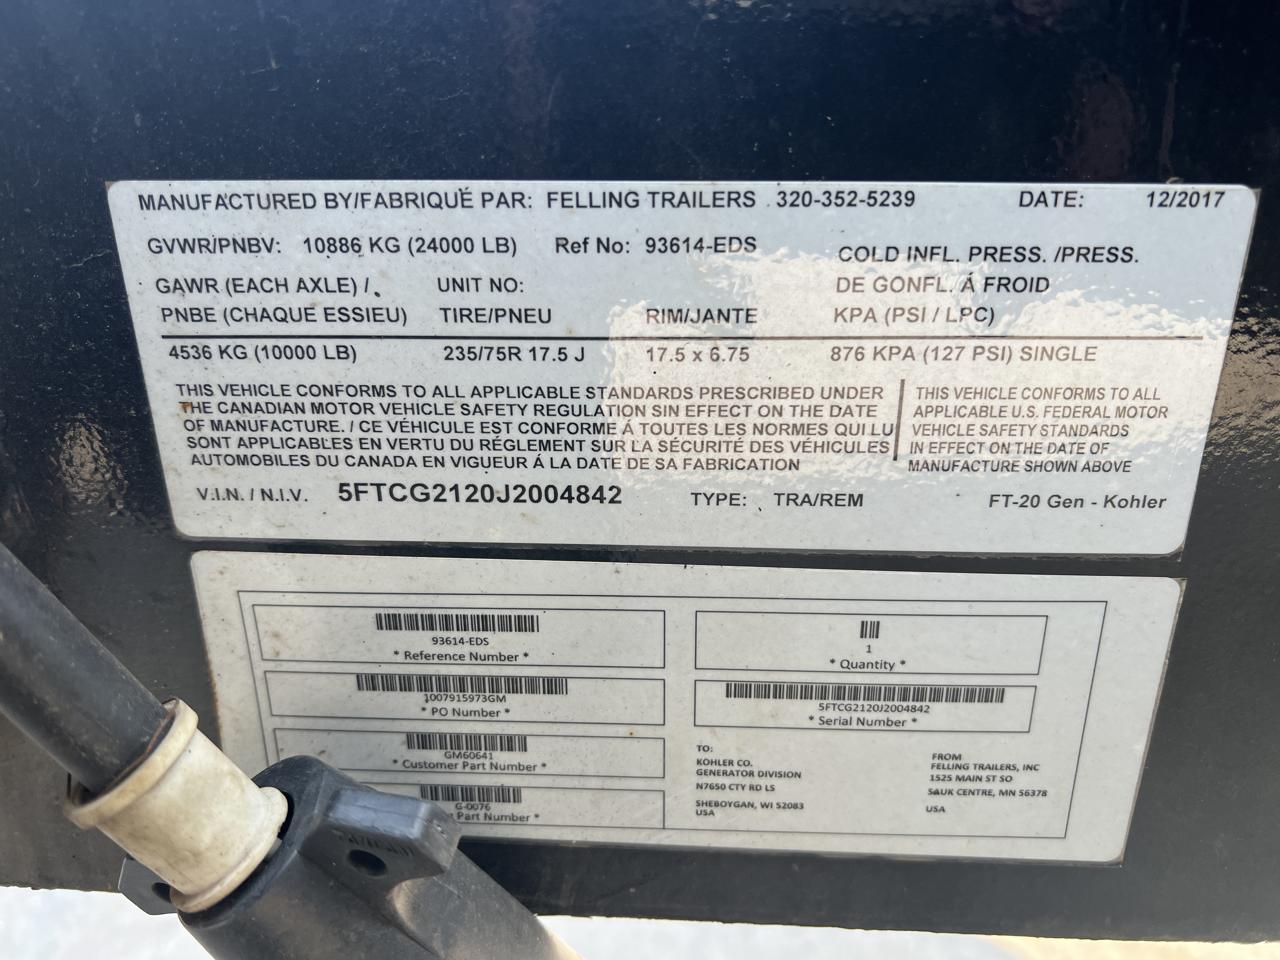 MANUFACTURED BY/FABRIQUÉ PAR: FELLING TRAILERS 320-352-5239 DATE: 12/2017
GVWR/PNBV: 10886 KG (24000 LB) Ref No: 93614-EDS
COLD INFL. PRESS. /PRESS.
GAWR (EACH AXLE) / UNIT NO: DE GONFL./Á FROID
PNBE (CHAQUE ESSIEU) TIRE/PNEU RIM/JANTE KPA (PSI / LPC)
4536 KG (10000 LB) 235/75R 17.5 J 17.5 x 6.75 876 KPA (127 PSI) SINGLE
THIS VEHICLE CONFORMS TO ALL APPLICABLE STANDARDS PRESCRIBED UNDER
THE CANADIAN MOTOR VEHICLE SAFETY REGULATION SIN EFFECT ON THE DATE
OF MANUFACTURE. / CE VÉHICULE EST CONFORME Á TOUTES LES NORMES QUI LU
SONT APPLICABLES EN VERTU DU RÉGLEMENT SUR LA SÉCURITÉ DES VÉHICULES
AUTOMOBILES DU CANADA EN VIGUEUR Á LA DATE DE SA FABRICATION
THIS VEHICLE CONFORMS TO ALL
APPLICABLE U.S. FEDERAL MOTOR
VEHICLE SAFETY STANDARDS
IN EFFECT ON THE DATE OF
MANUFACTURE SHOWN ABOVE
V.I.N. / N.I.V. 5FTCG2120J2004842 TYPE: TRA/REM FT-20 Gen - Kohler
93614-EDS
* Reference Number *
1007915973GM
* PO Number *
GM60641
* Customer Part Number *
G-0076
Part Number *
1
* Quantity *
5FTCG2120J2004842
* Serial Number *
TO:
KOHLER CO.
GENERATOR DIVISION
N7650 CTY RD LS
SHEBOYGAN, WI 52083
USA
FROM
FELLING TRAILERS, INC
1525 MAIN ST SO
SAUK CENTRE, MN 56378
USA